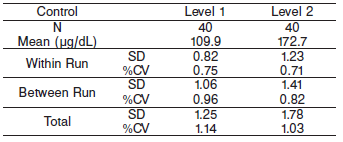 Control Level 1 Level 2
N 40 40
Mean (µg/dL) 109.9 172.7
Within Run SD 0.82 1.23
%CV 0.75 0.71
Between Run SD 1.06 1.41
%CV 0.96 0.82
Total SD 1.25 1.78
%CV 1.14 1.03